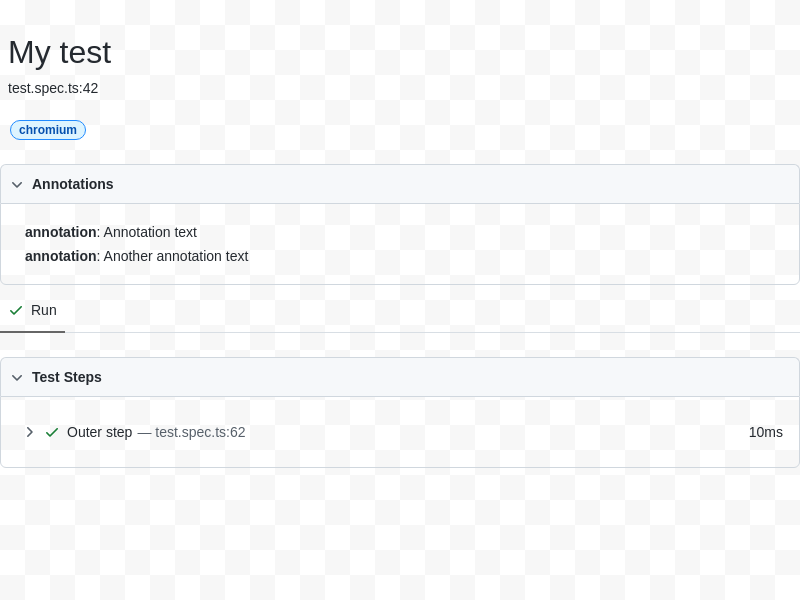 My test
test.spec.ts:42
chromium
Annotations
annotation: Annotation text
annotation: Another annotation text
Run
Test Steps
Outer step — test.spec.ts:62 10ms